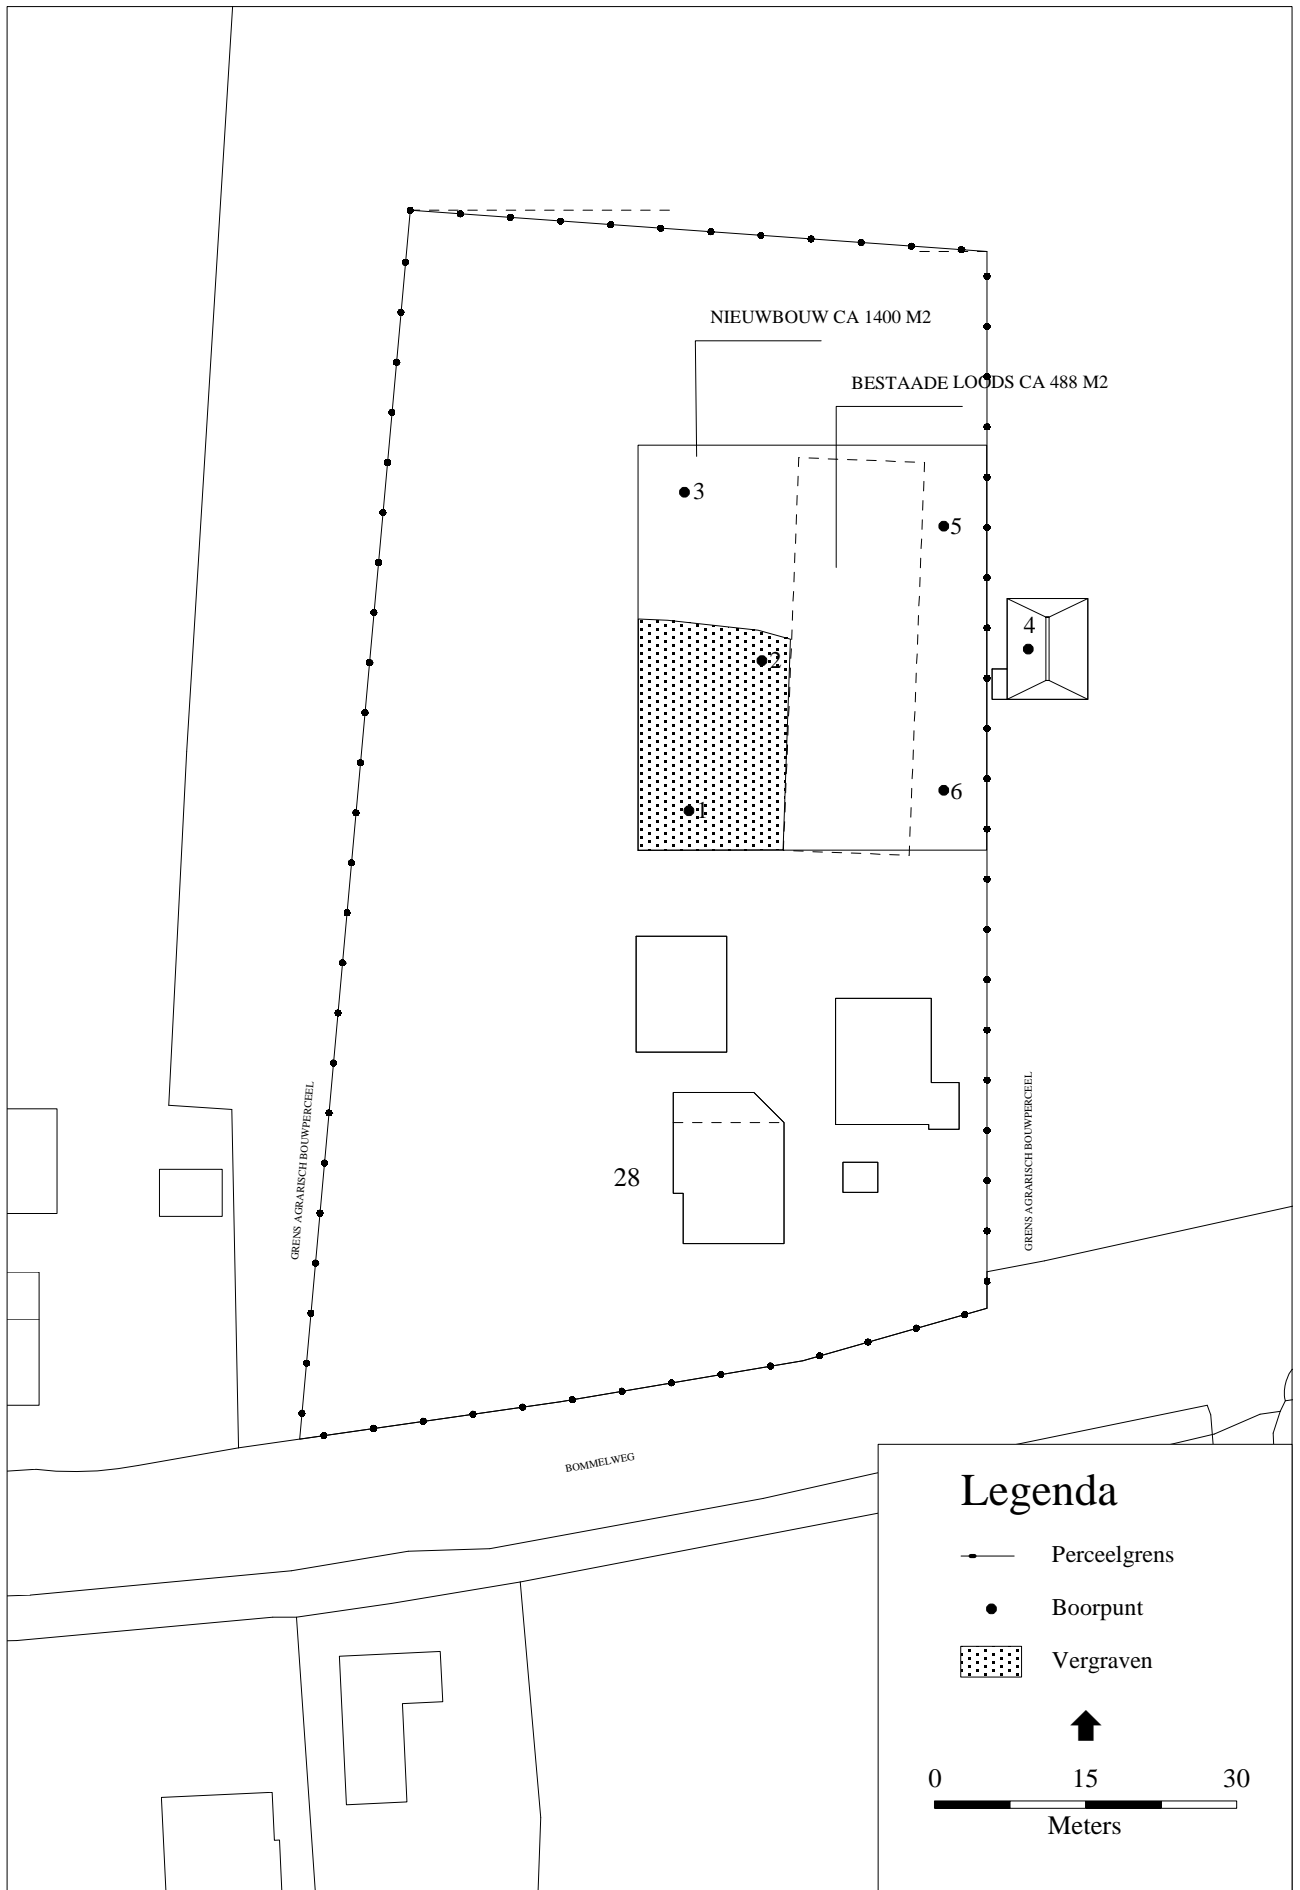 NIEUWBOUW CA 1400 M2
BESTAADE LOODS CA 488 M2
3
5
4
2
6
1
GRENS AGRARISCH BOUWPERCEEL
GRENS AGRARISCH BOUWPERCEEL
28
BOMMELWEG
Legenda
Perceelgrens
Boorpunt
Vergraven
0 15 30
Meters